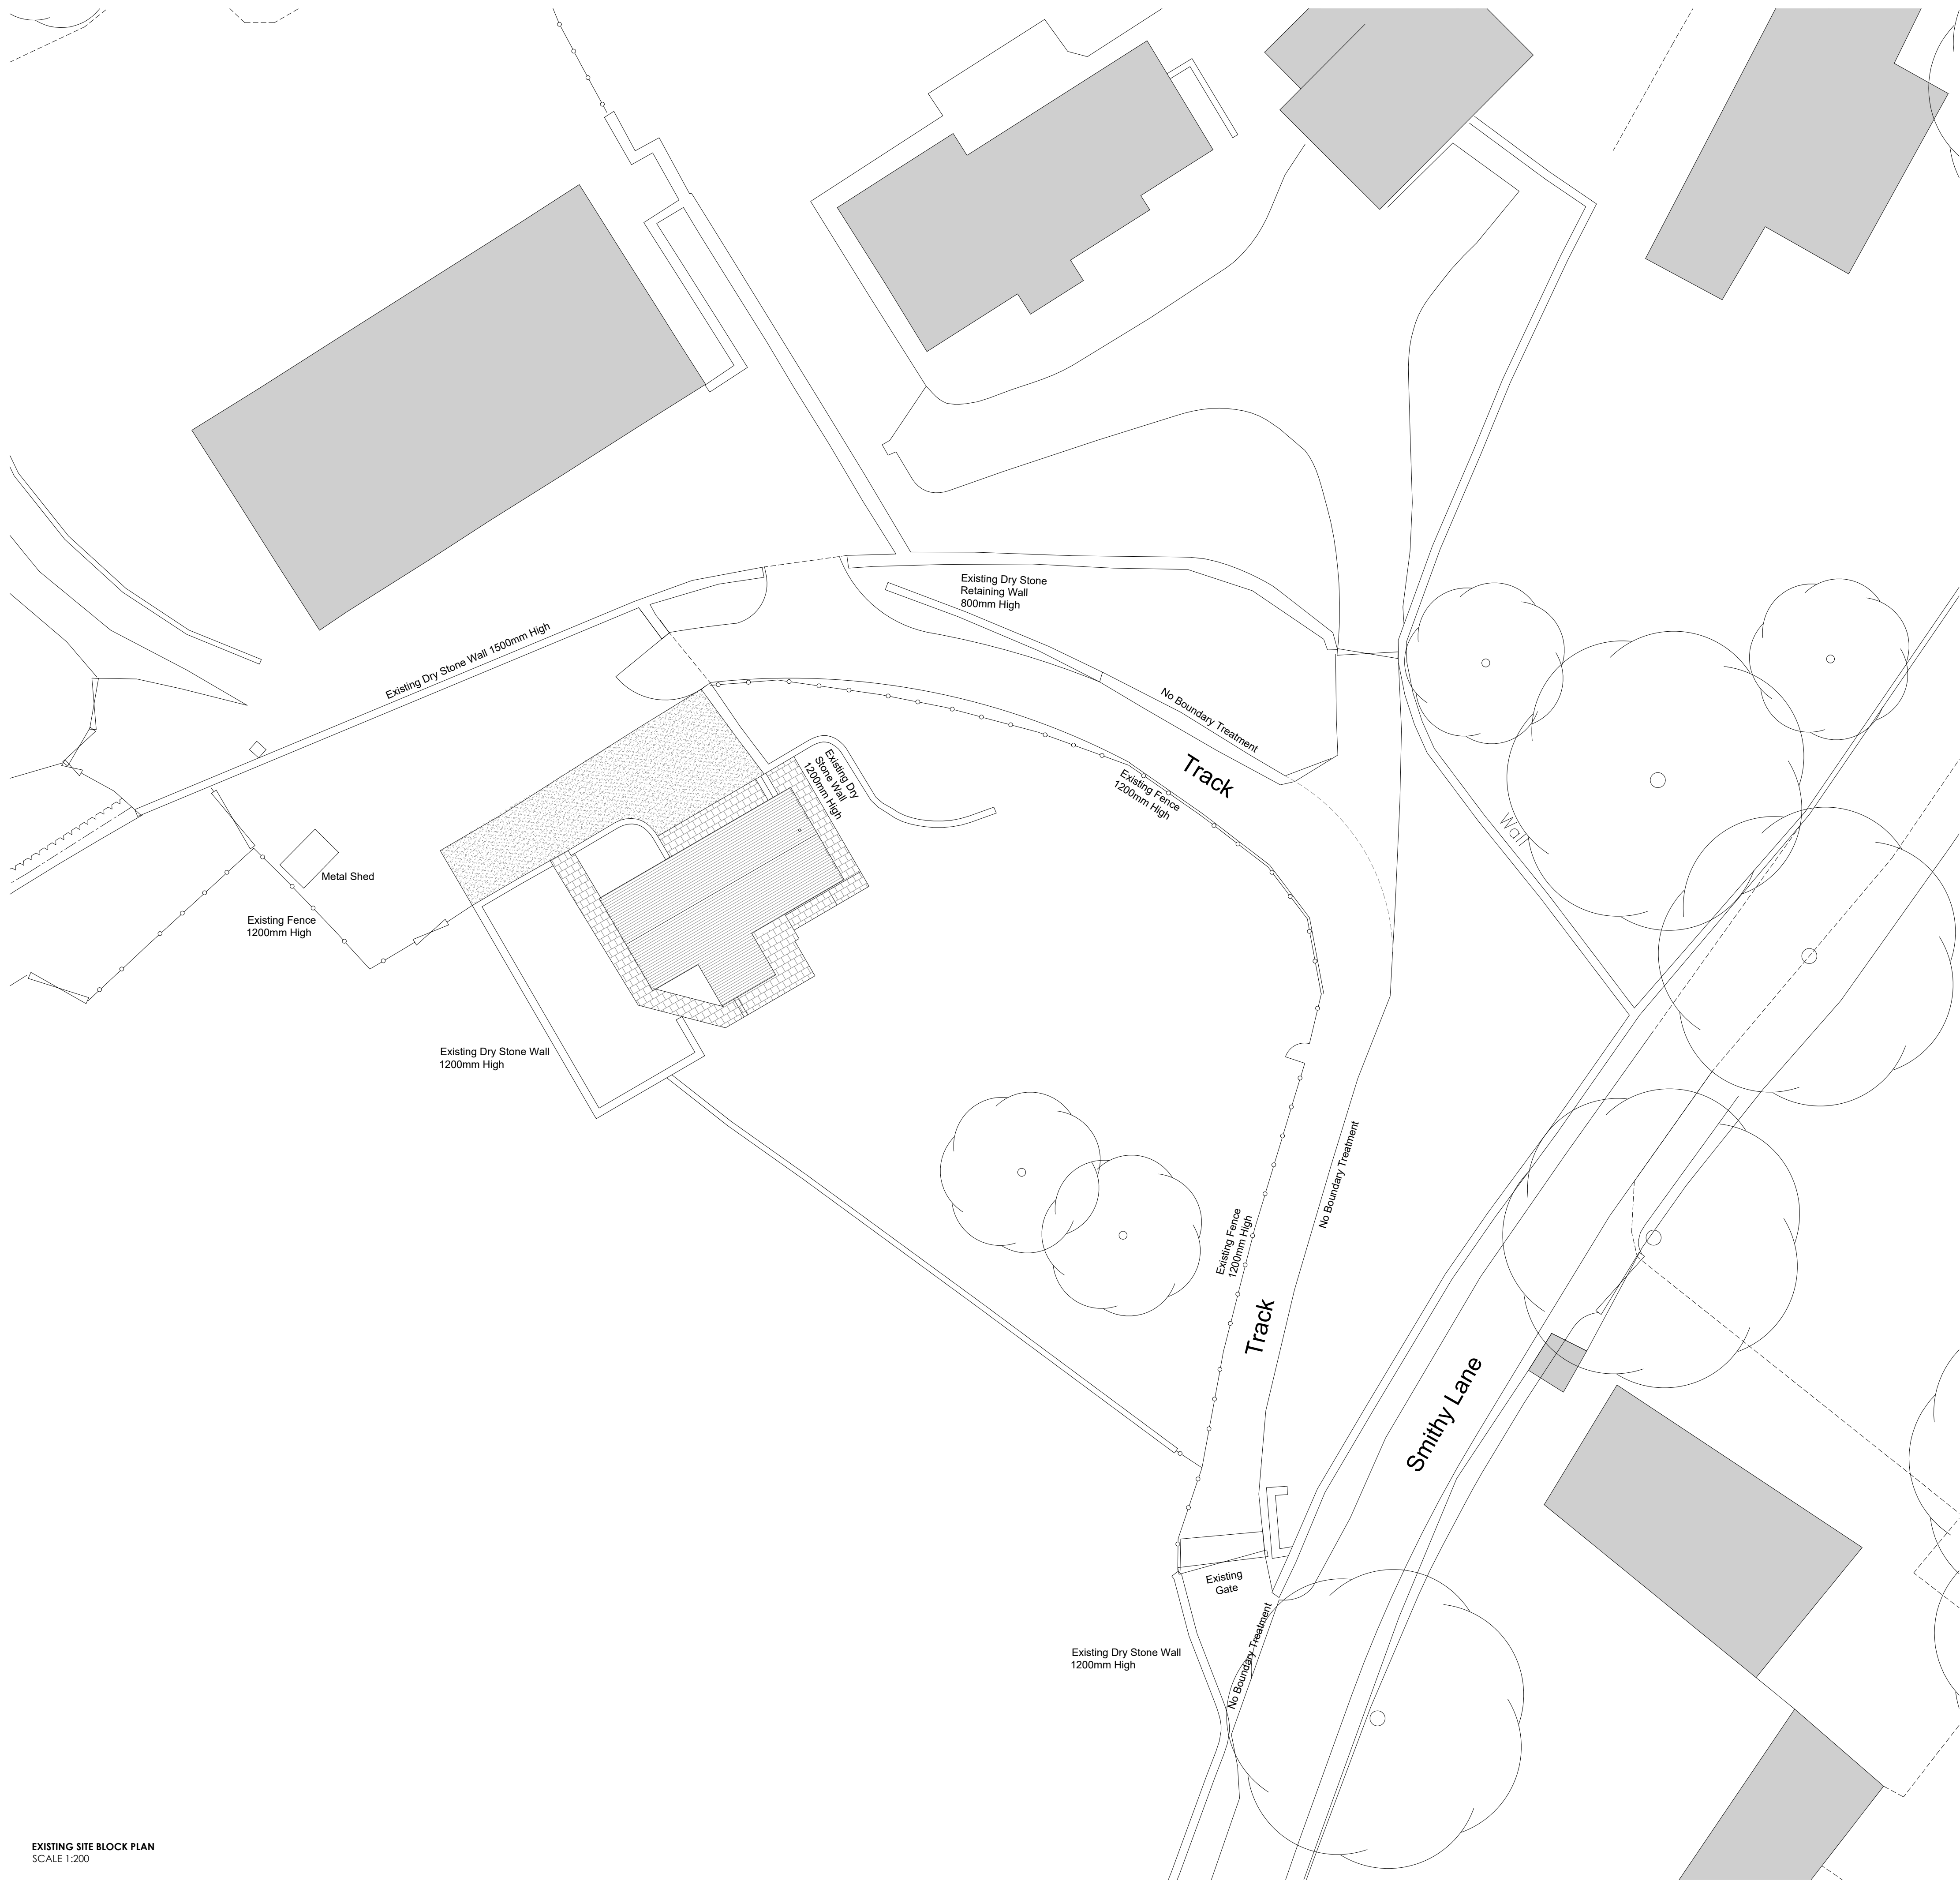 Existing Dry Stone
Retaining Wall
800mm High
Existing Dry Stone Wall 1500mm High
No Boundary Treatment
Existing Dry
Stone Wall
1200mm High
Track
Existing Fence
1200mm High
Wall
Metal Shed
Existing Fence
1200mm High
Existing Dry Stone Wall
1200mm High
No Boundary Treatment
Existing Fence
1200mm High
Track
Smithy Lane
Existing
Gate
No Boundary Treatment
Existing Dry Stone Wall
1200mm High
EXISTING SITE BLOCK PLAN
SCALE 1:200